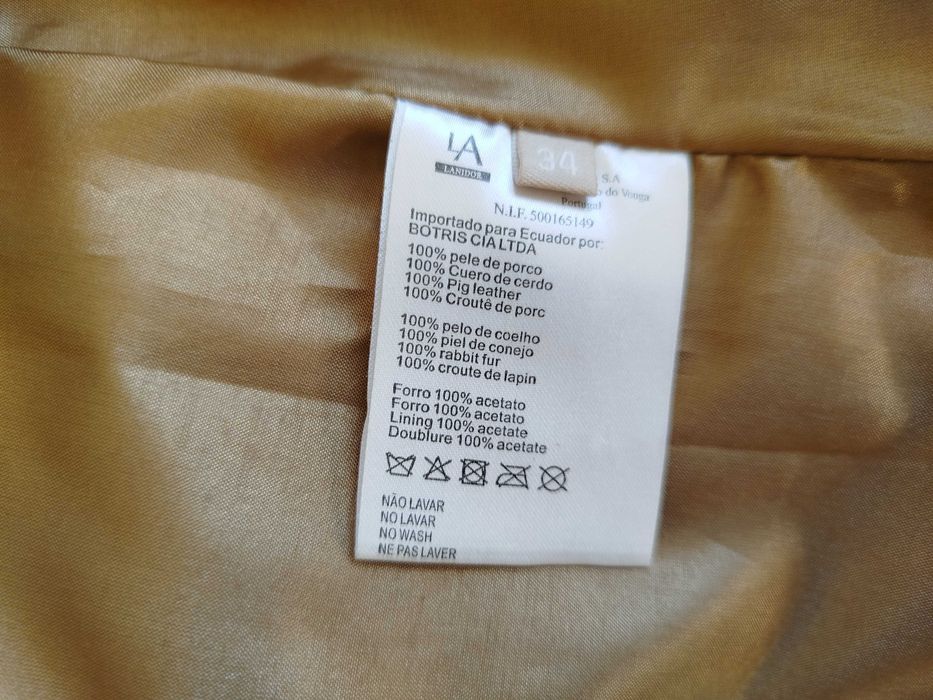 LA
LANIDOR
34
S.A
do Vouga
Portugal
N.I.F. 500165149
Importado para Ecuador por:
BOTRIS CIA LTDA
100% pele de porco
100% Cuero de cerdo
100% Pig leather
100% Croutê de porc
100% pelo de coelho
100% piel de conejo
100% rabbit fur
100% croute de lapin
Forro 100% acetato
Forro 100% acetato
Lining 100% acetate
Doublure 100% acetate
NÃO LAVAR
NO LAVAR
NO WASH
NE PAS LAVER